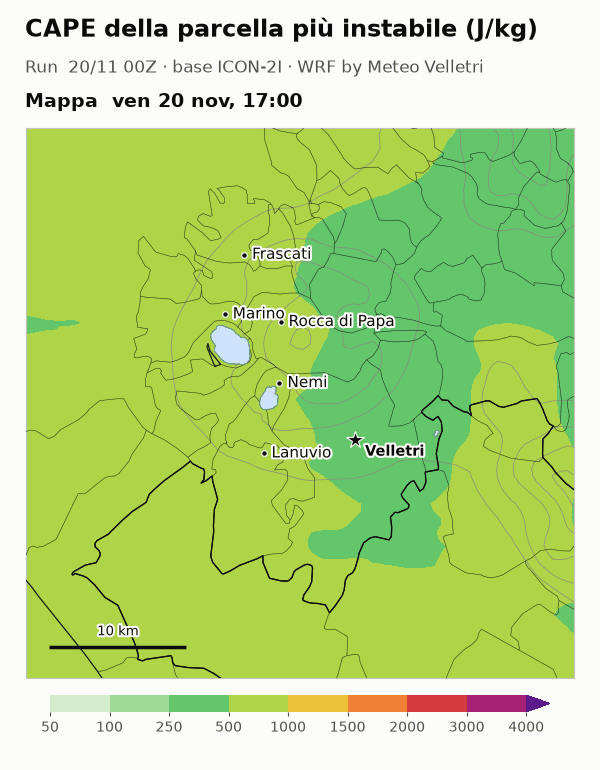 CAPE della parcella più instabile (J/kg)
Run  20/11 00Z · base ICON-2I · WRF by Meteo Velletri
Mappa  ven 20 nov, 17:00
Frascati
Marino
Rocca di Papa
Nemi
Velletri
Lanuvio
10 km
50 100 250 500 1000 1500 2000 3000 4000